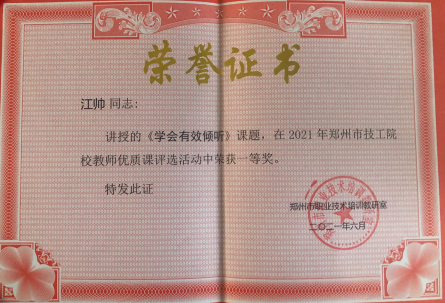 荣誉证书
江帅 同志:
讲授的《学会有效倾听》课题，在 2021 年郑州市技工院
校教师优质课评选活动中荣获一等奖。
特发此证
郑州市职业技术培训教研室
二〇二一年六月